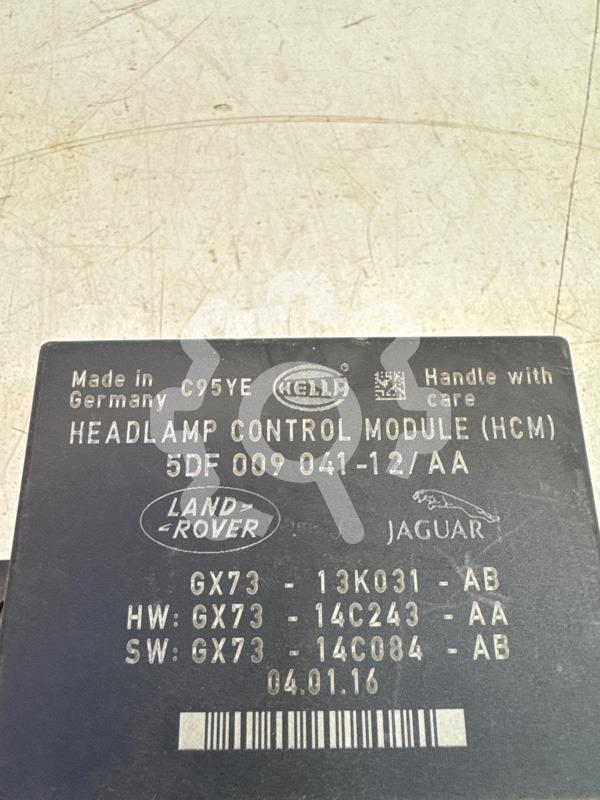 Made in Germany C95YE HELLA ® Handle with care
HEADLAMP CONTROL MODULE (HCM)
5DF 009 041-12/AA
LAND-
-ROVER
JAGUAR
GX73 - 13K031 - AB
HW: GX73 - 14C243 - AA
SW: GX73 - 14C084 - AB
04.01.16